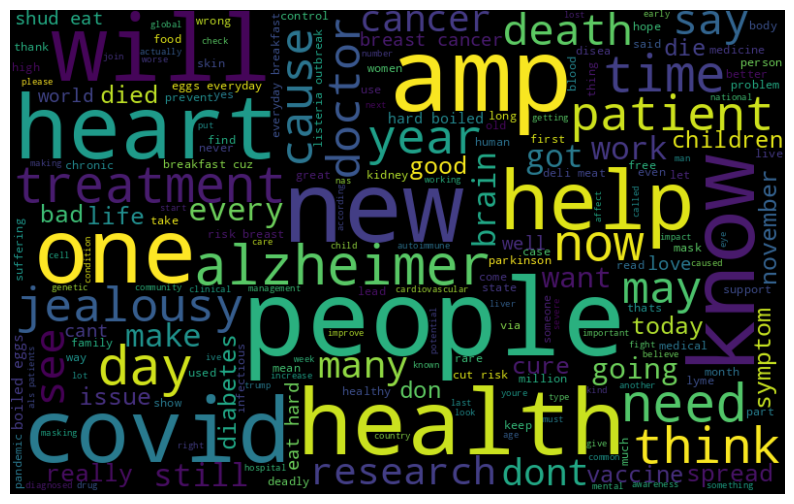 shud eat
global
wrong
thank
join
actually
check
control
lost
early
body
high
food
worse
skin
will
cause
listeria outbreak
cancer
breast cancer
number
disea
hope
said
medicine
women
use
thing
better
problem
person
death
die
say
please
eggs everyday
everyday breakfast
doctor
amp
blood
next
getting
national
time
world
died
prevent
yes
put
find
never
year
hard boiled
long
old
first
human
patient
children
heart
making
chronic
breakfast cuz
great
good
kidney
according
working
got
work
free
man
live
deli meat
even
let
treatment
start
nas
new
brain
help
know
suffering
bad
life
every
take
risk breast
care
child
autoimmune
well
parkinson
case
now
affect
called
impact
mask
caused
eye
november
one
cell
genetic
condition
community
clinical
management
alzheimer
come
state
want
read
love
support
jealousy
lead
cardiovascular
liver
potential
via
someone
severe
thats
may
cant
make
family
way
lot
used
ive
people
improve
important
fight
believe
today
medical
month
symptom
see
day
mean
week
known
increase
many
rare
cure
million
going
lyme
another
part
boiled eggs
als patients
issue
show
trump
diabetes
infectious
don
healthy
cut risk
last
look
youre
type
kind
must
need
pandemic
covid
masking
right
eat hard
country
age
health
give
common
much
think
really still
hospital
deadly
research
keep
dont
vaccine
spread
diagnosed
drug
mental
awareness
something